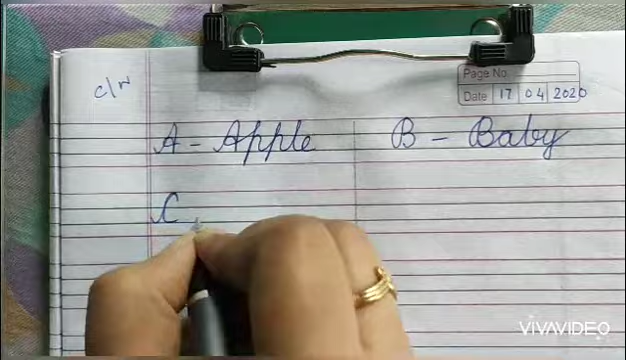 Page No
c/w
Date 17 04 2020
A - Apple B - Baby
C
VIVAVIDEO